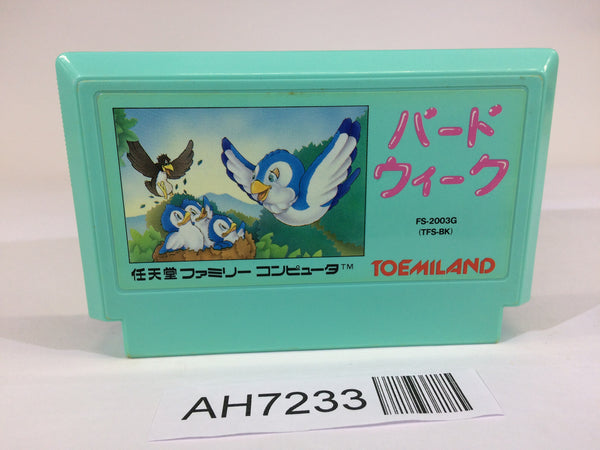 バード
ウィーク
FS-2003G
(TFS-BK)
任天堂 ファミリー コンピュータ™
TOEMILAND
AH7233